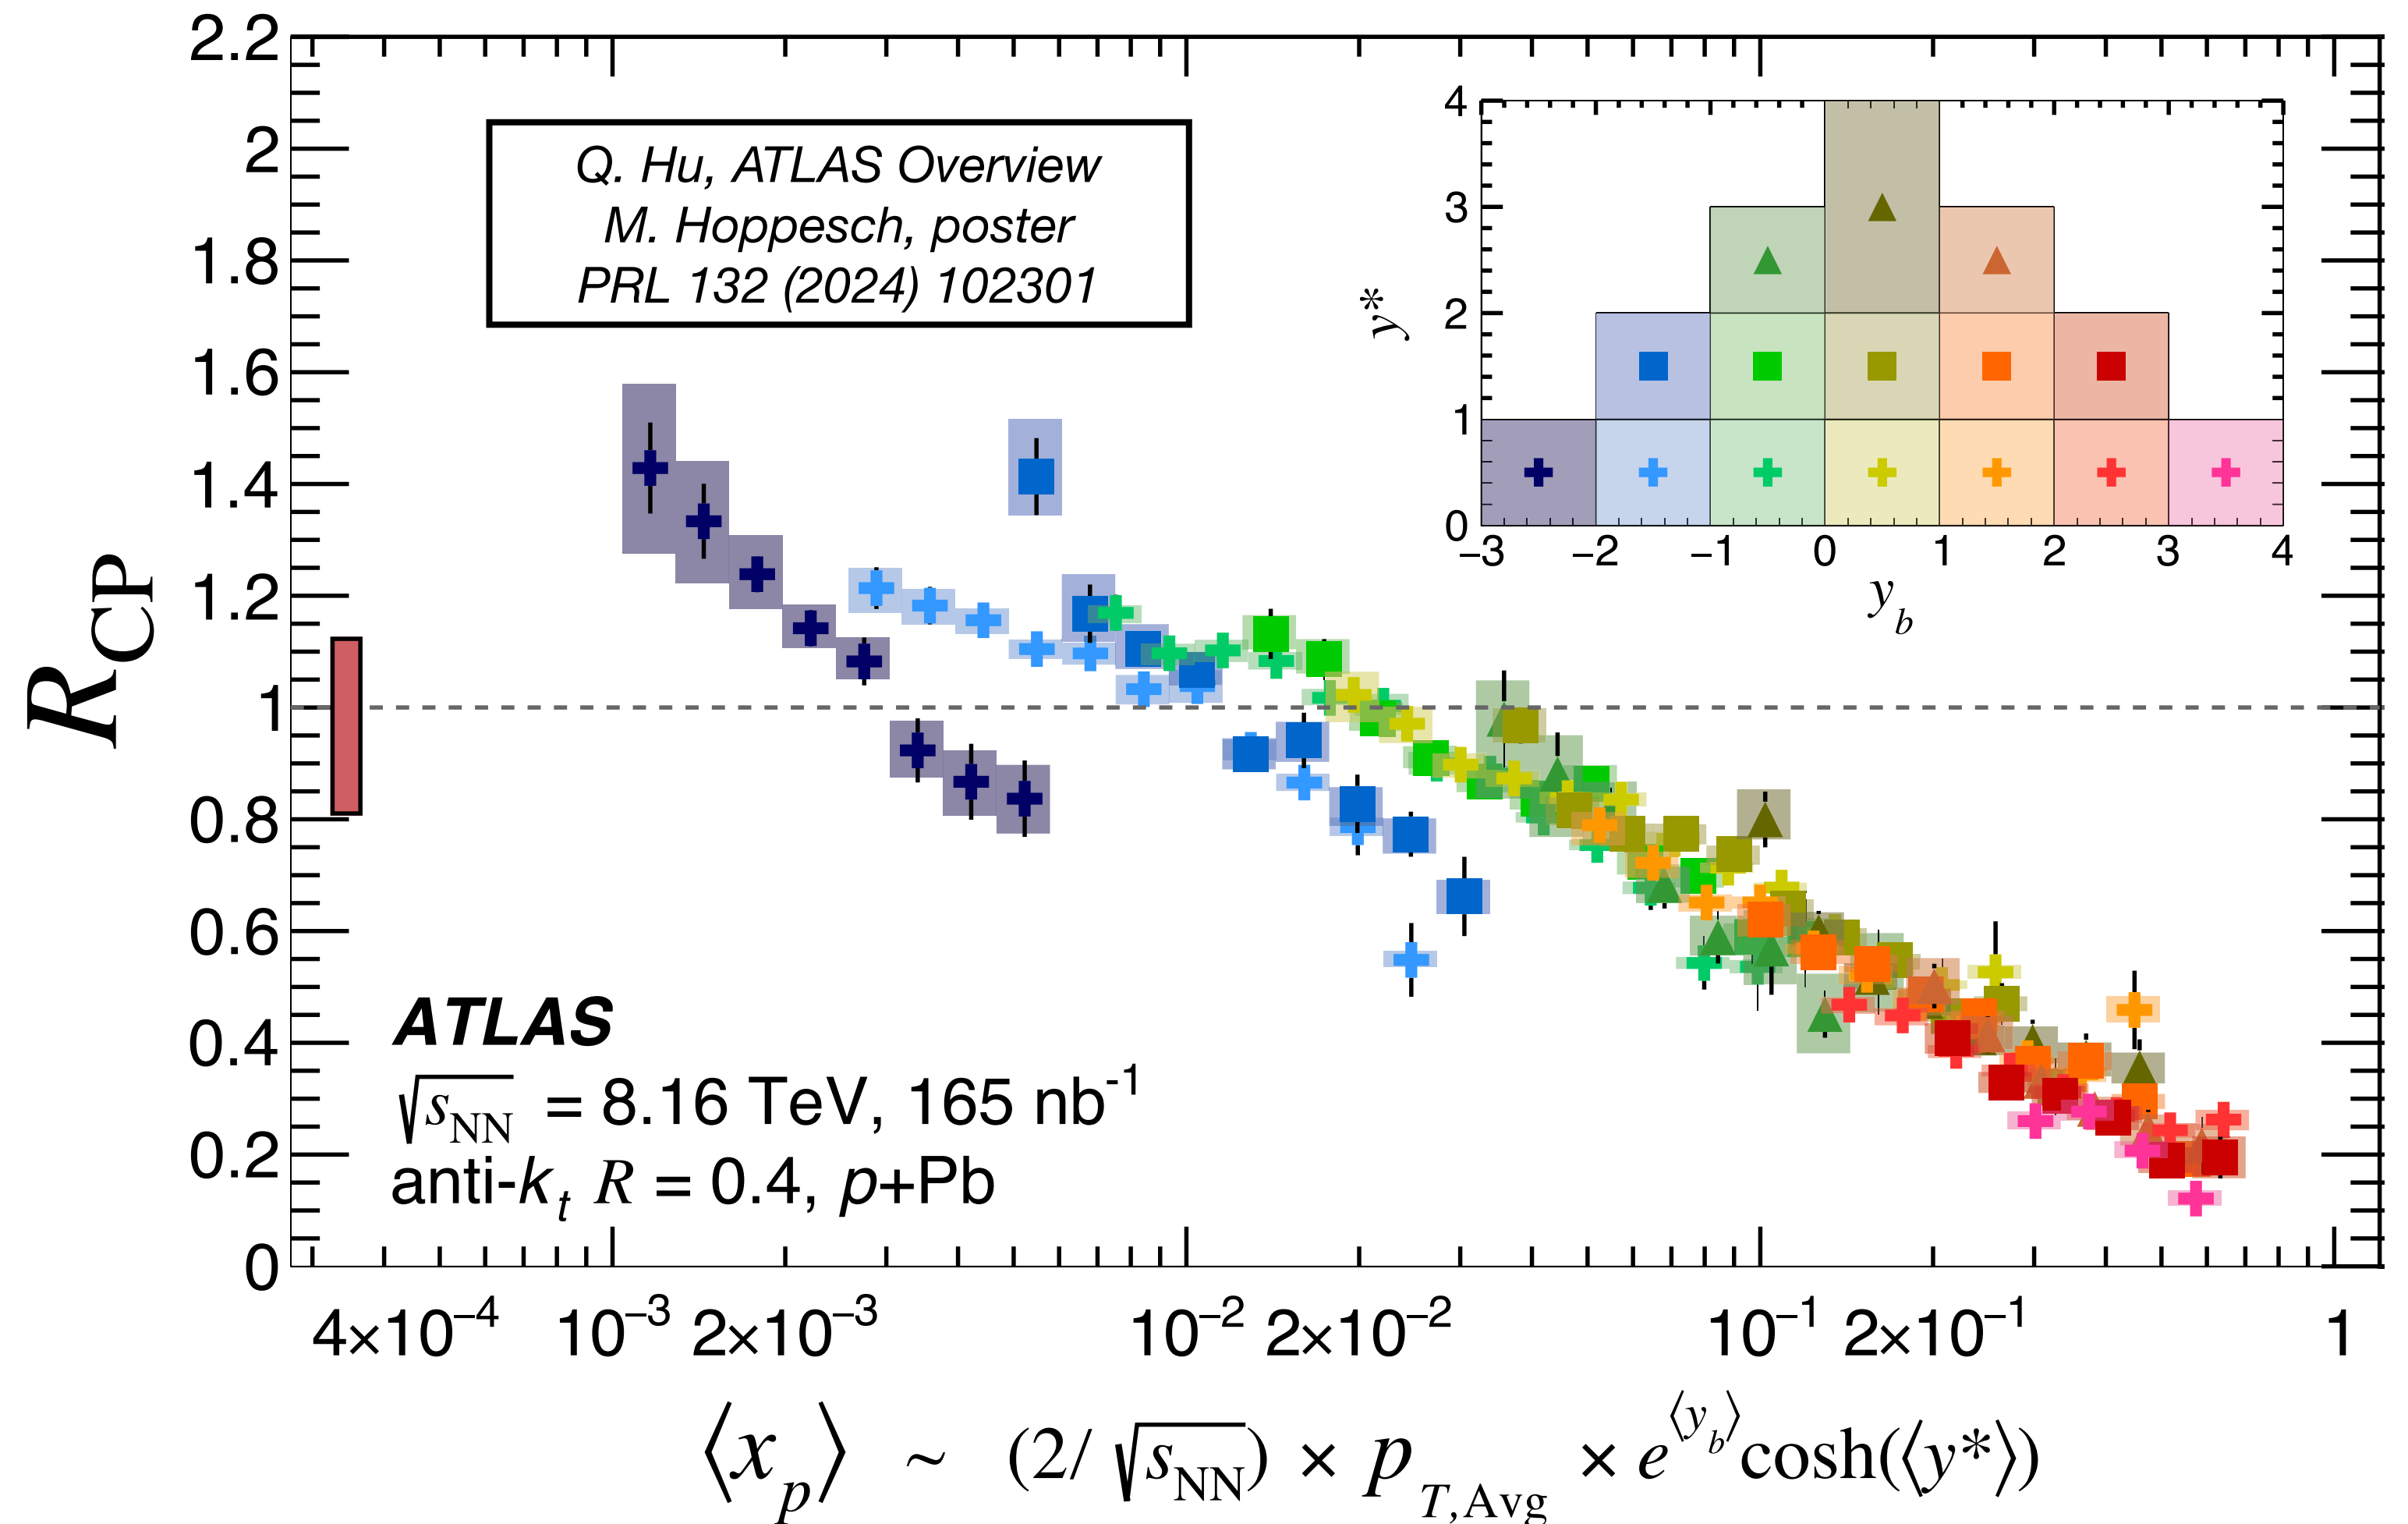 2.2
2
1.8
1.6
1.4
1.2
1
0.8
0.6
0.4
0.2
0
R_CP
Q. Hu, ATLAS Overview
M. Hoppesch, poster
PRL 132 (2024) 102301
4
3
2
1
0
y*
−3 −2 −1 0 1 2 3 4
y_b
ATLAS
√s_NN = 8.16 TeV, 165 nb⁻¹
anti-k_t R = 0.4, p+Pb
4×10⁻⁴ 10⁻³ 2×10⁻³ 10⁻² 2×10⁻² 10⁻¹ 2×10⁻¹ 1
⟨x_p⟩ ~ (2/√s_NN) × p_T,Avg × e^⟨y_b⟩cosh(⟨y*⟩)